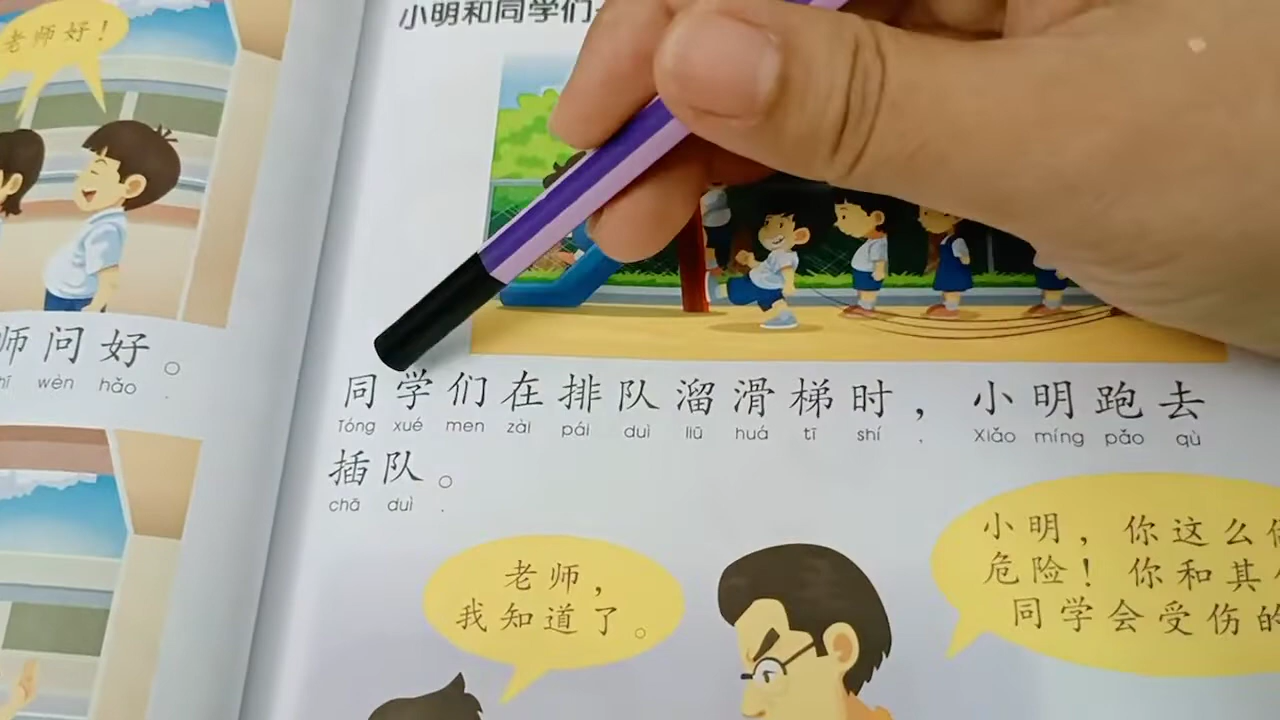 老师好！
师问好。
wèn hǎo .
小明和同学们
同学们在排队溜滑梯时，小明跑去
Tóng xué men zài pái duì liū huá tī shí , Xiǎo míng pǎo qù
插队。
chā duì .
老师，
我知道了。
小明，你这么
危险！你和其
同学会受伤的